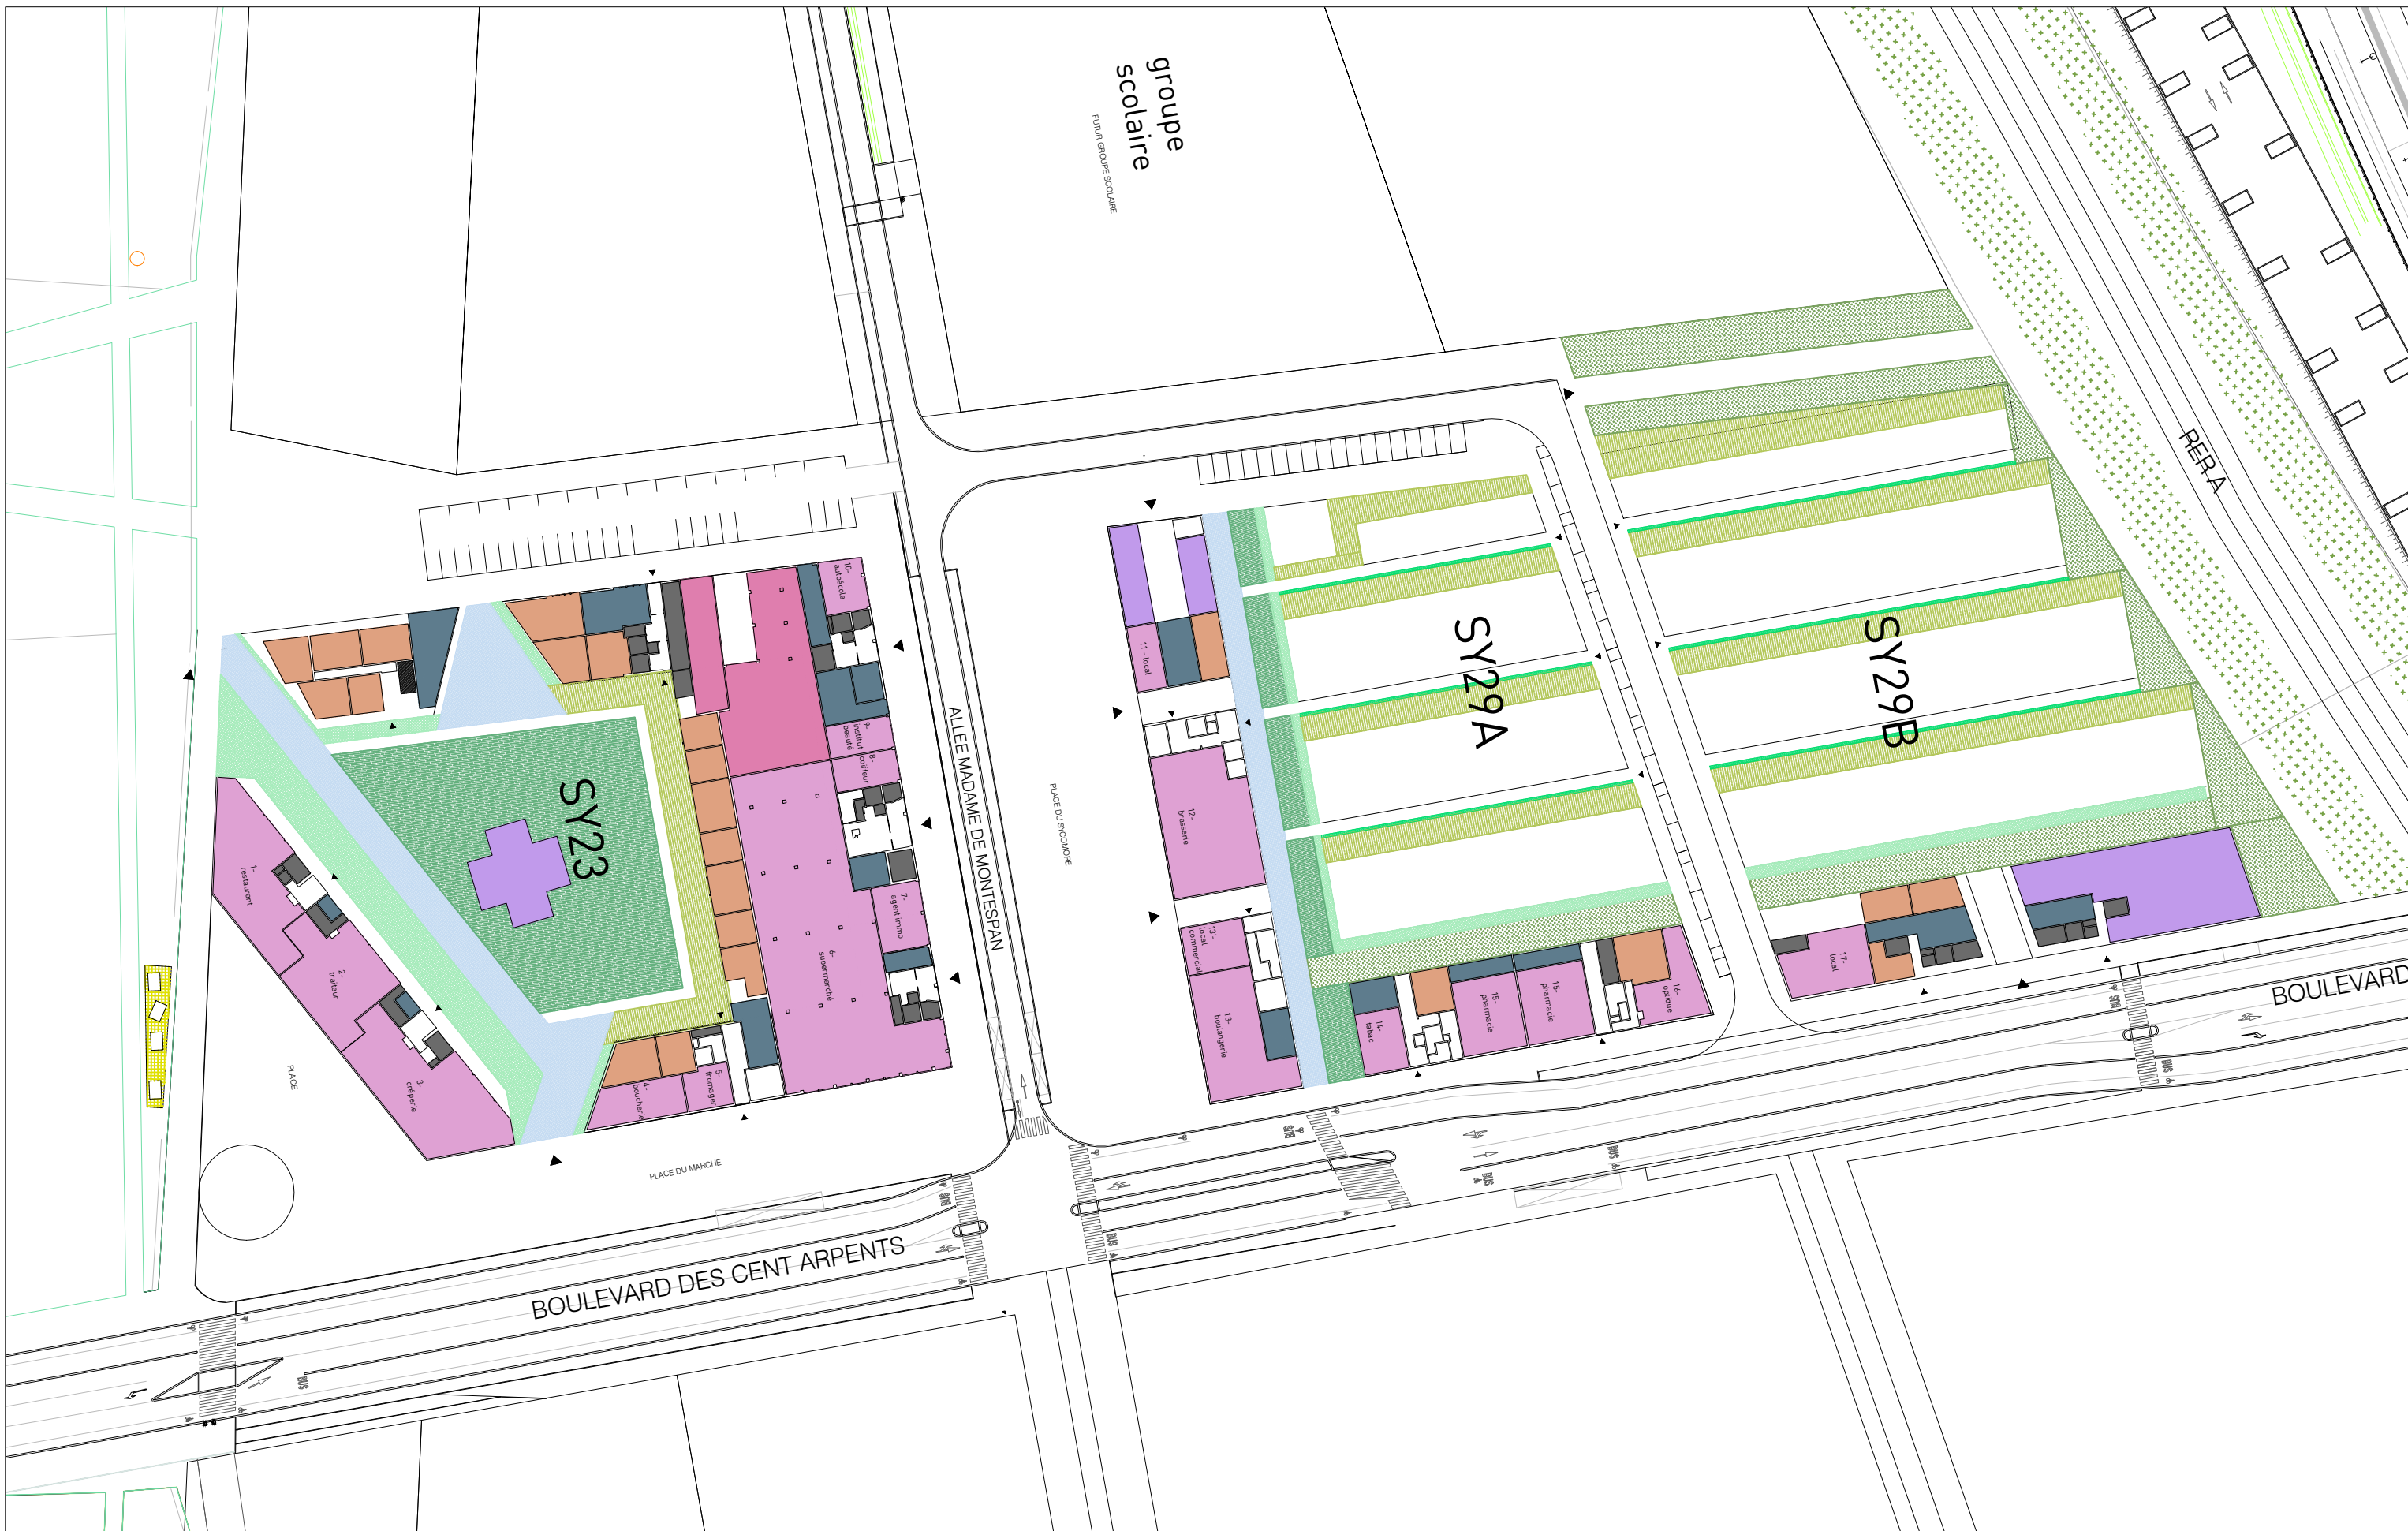 groupe
scolaire
FUTUR GROUPE SCOLAIRE
RER A
10-
autoécole
11 - local
9-
institut
beauté
8-
coiffeur
ALLEE MADAME DE MONTESPAN
PLACE DU SYCOMORE
SY23
SY29A
SY29B
12-
brasserie
1-
restaurant
7-
agent immo
6-
supermarché
2-
traiteur
13'-
local
commercial
13-
boulangerie
14-
tabac
15-
pharmacie
15-
pharmacie
16-
optique
17-
local
BOULEVARD
3-
crêperie
4-
boucherie
5-
fromager
PLACE
PLACE DU MARCHE
BOULEVARD DES CENT ARPENTS
BUS
BUS
BUS
BUS
BUS
BUS
BUS
BUS